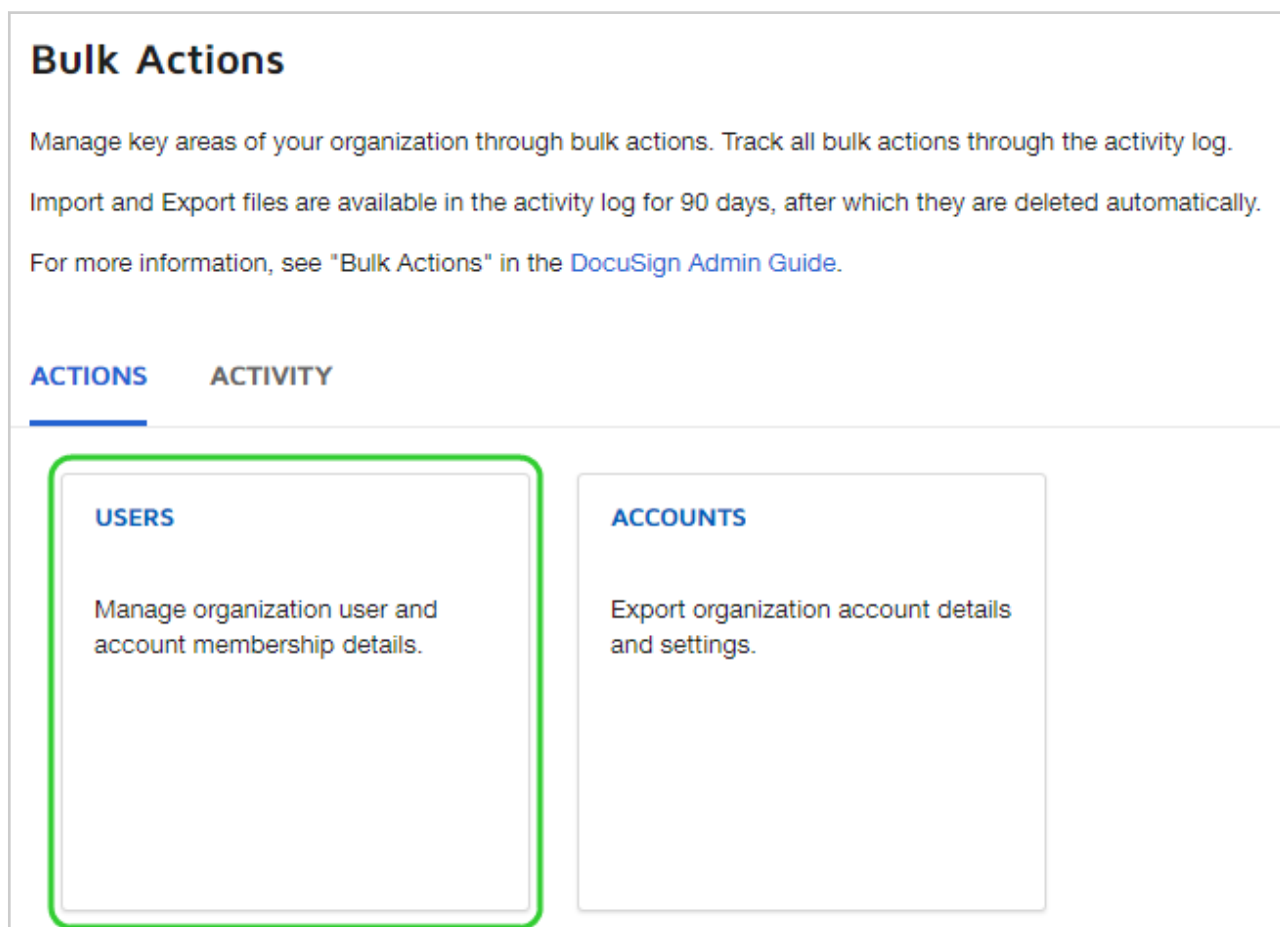 Bulk Actions
Manage key areas of your organization through bulk actions. Track all bulk actions through the activity log.
Import and Export files are available in the activity log for 90 days, after which they are deleted automatically.
For more information, see "Bulk Actions" in the DocuSign Admin Guide.
ACTIONS ACTIVITY
USERS
Manage organization user and
account membership details.
ACCOUNTS
Export organization account details
and settings.